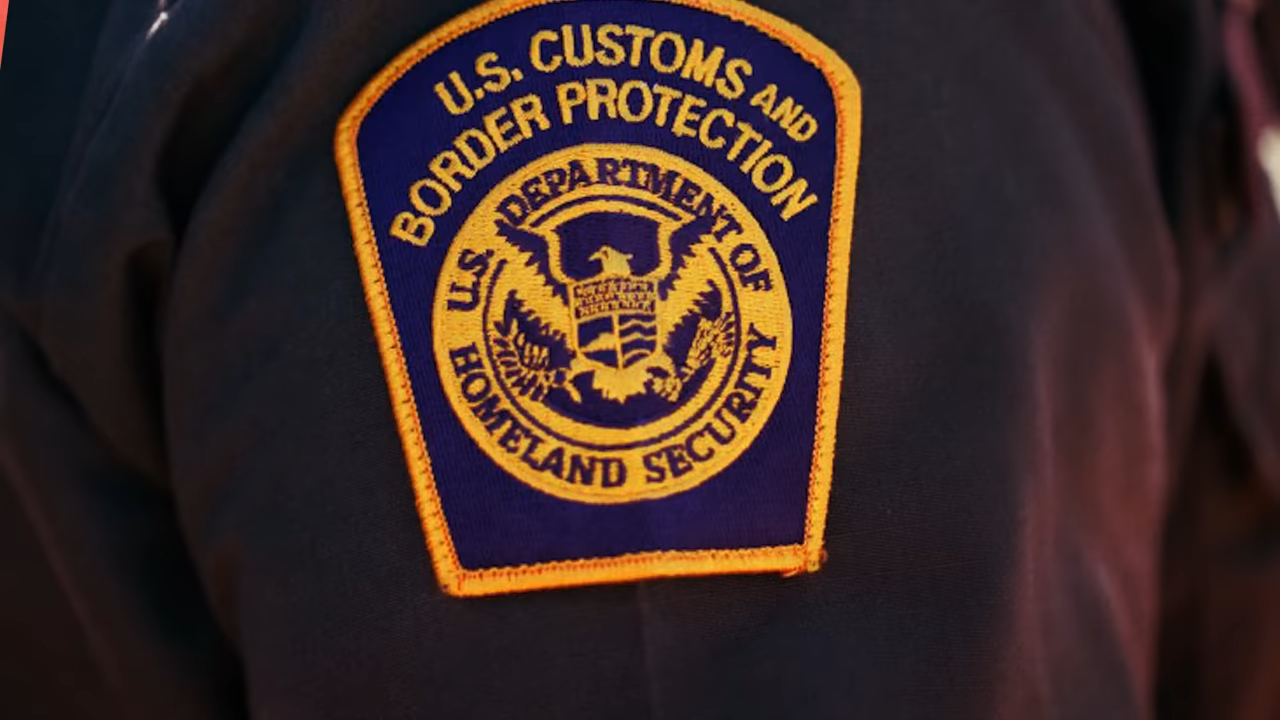 U.S. CUSTOMS AND
BORDER PROTECTION
U.S. DEPARTMENT OF
HOMELAND SECURITY